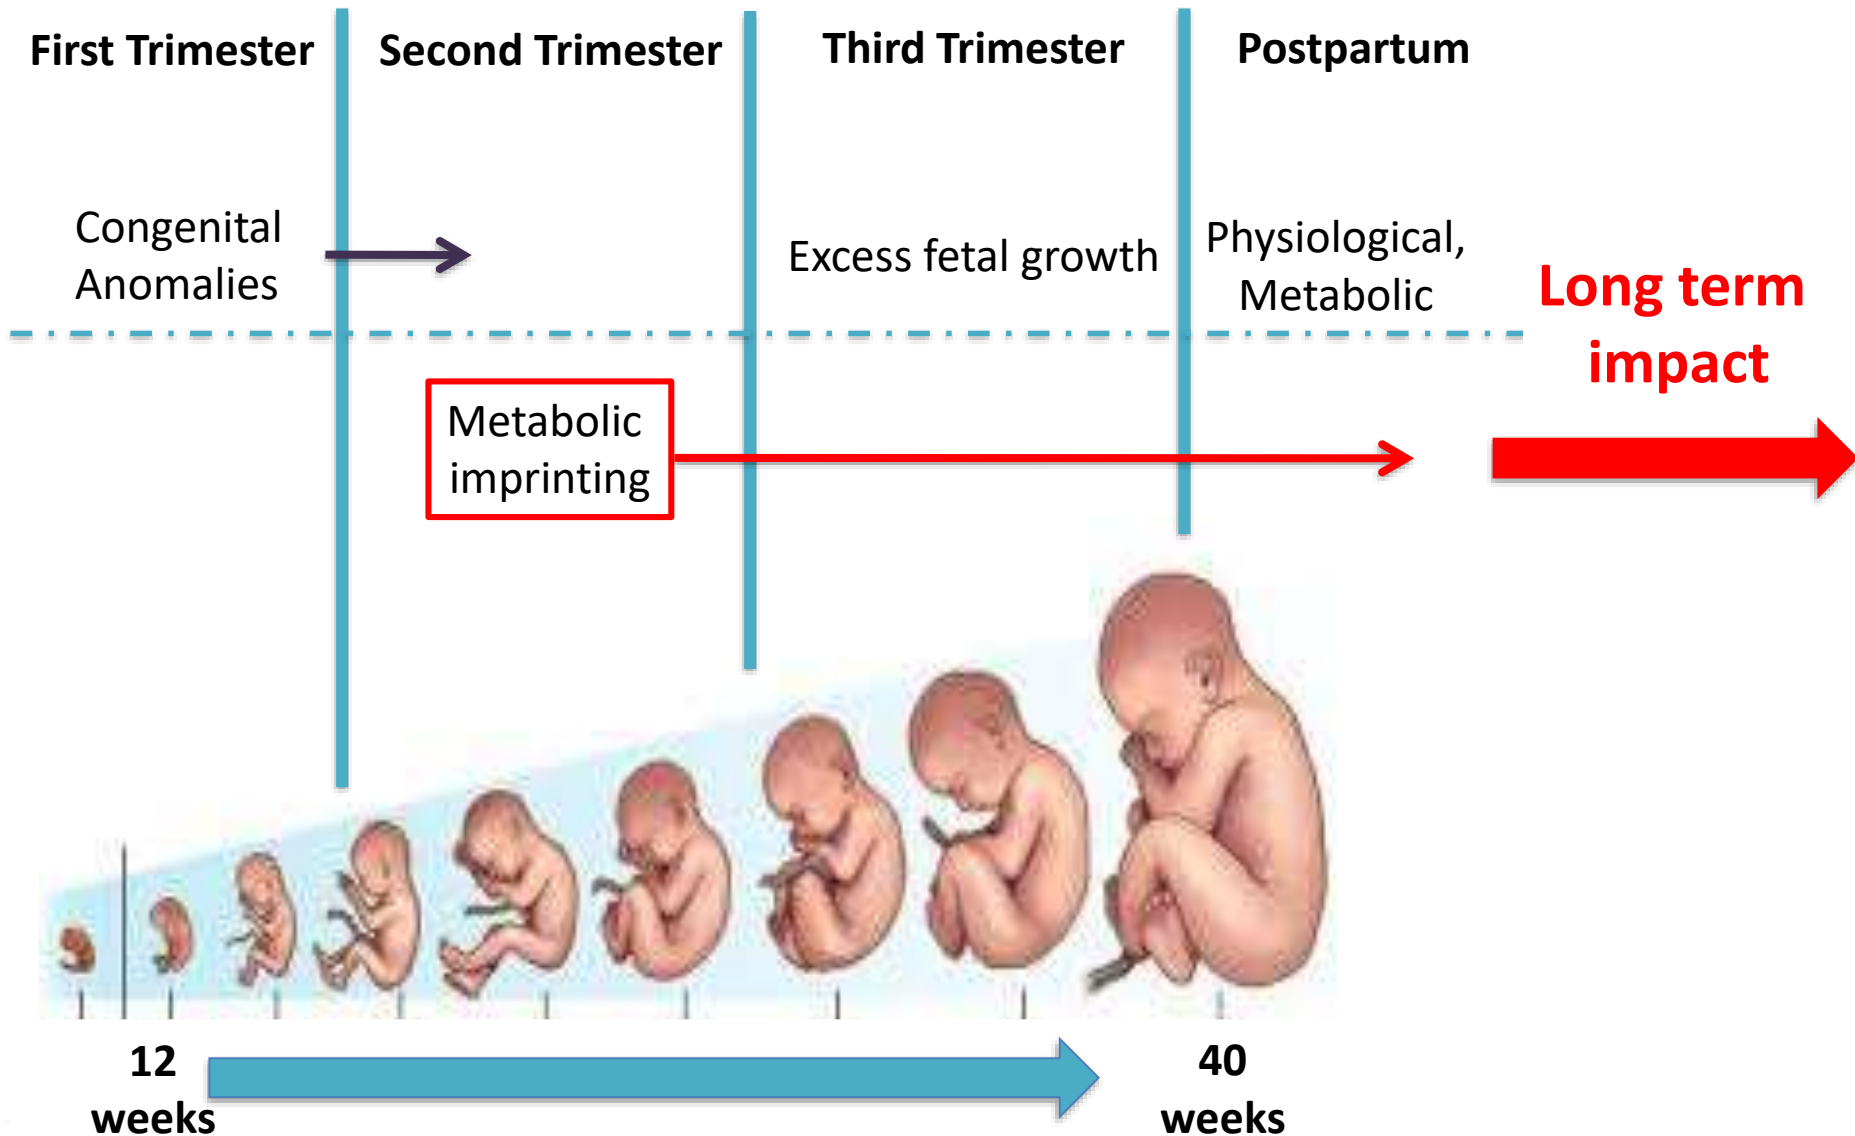 First Trimester
Second Trimester
Third Trimester
Postpartum
Congenital
Anomalies
Excess fetal growth
Physiological,
Metabolic
Long term
impact
Metabolic
imprinting
12
weeks
40
weeks